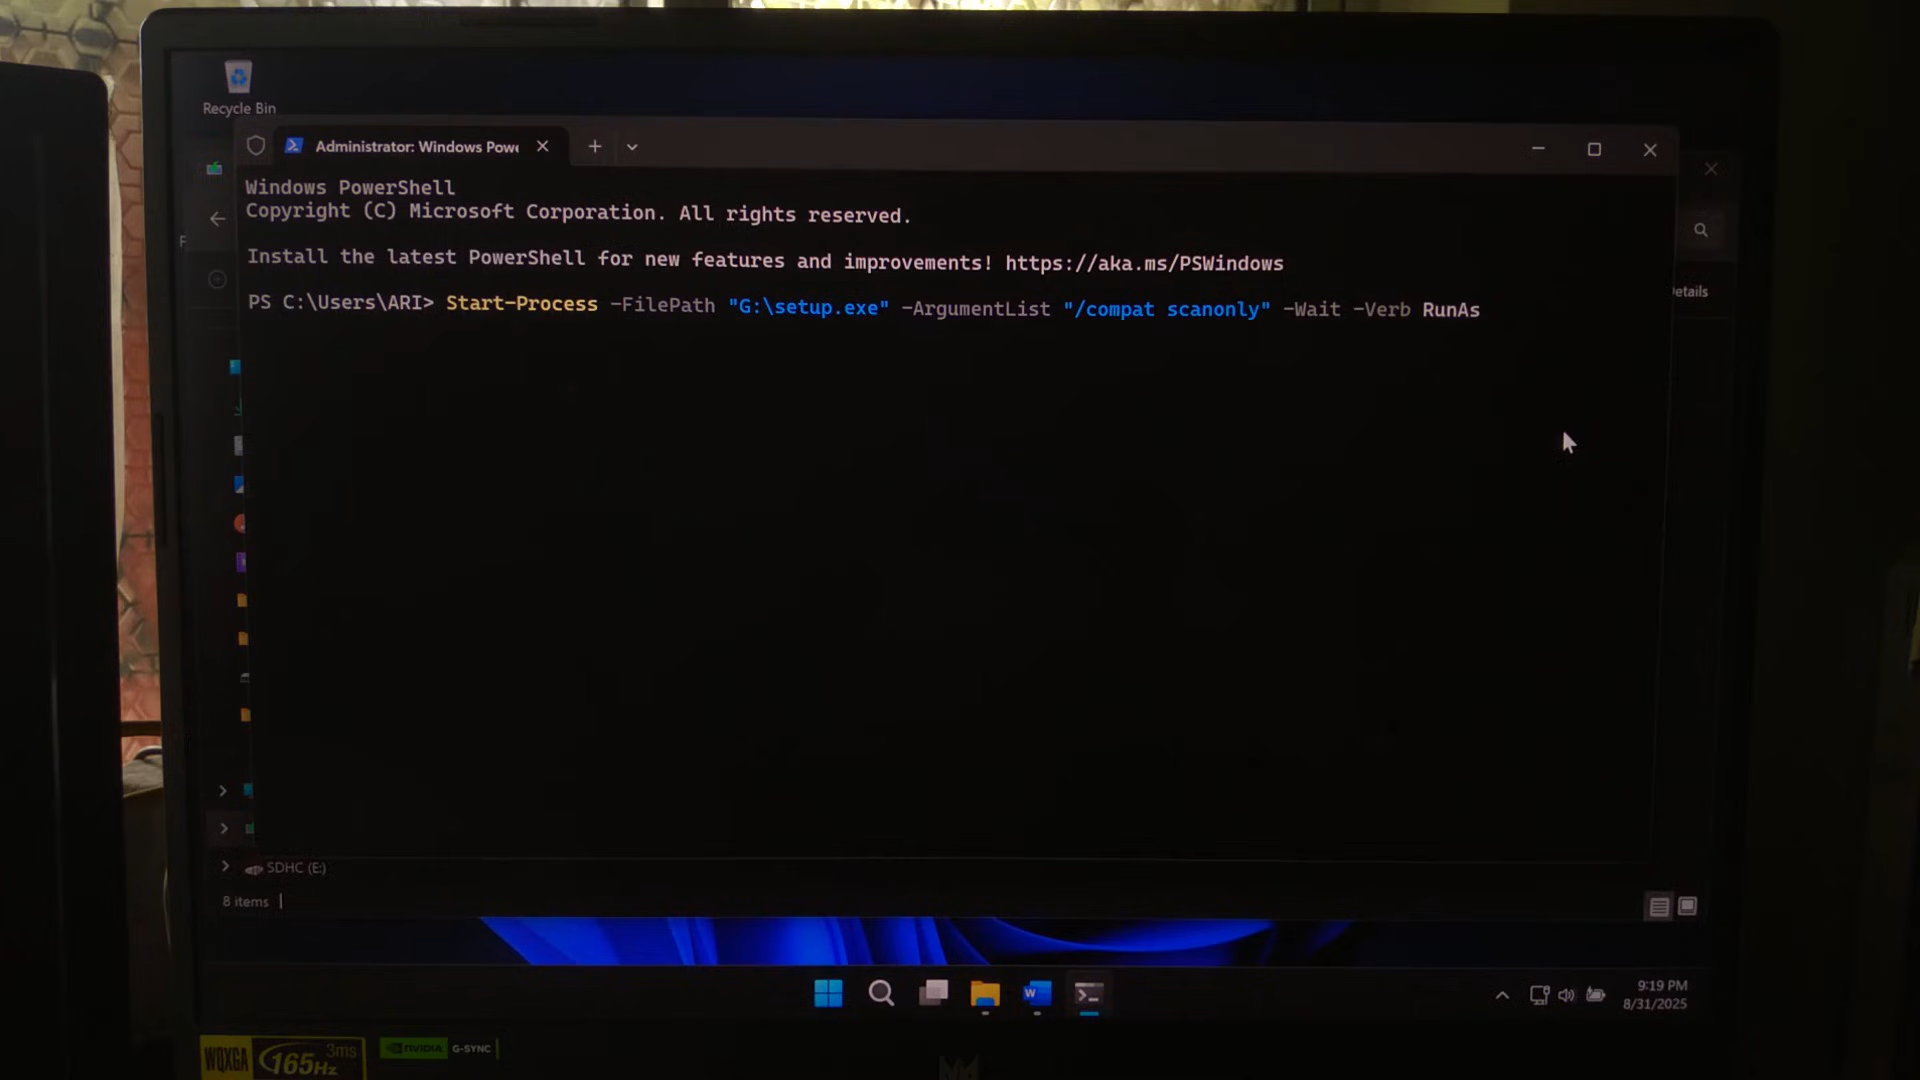 Recycle Bin
Administrator: Windows Powe
Windows PowerShell
Copyright (C) Microsoft Corporation. All rights reserved.
Install the latest PowerShell for new features and improvements! https://aka.ms/PSWindows
PS C:\Users\ARI> Start-Process -FilePath "G:\setup.exe" -ArgumentList "/compat scanonly" -Wait -Verb RunAs
etails
SDHC (E:)
8 items
9:19 PM
8/31/2025
WQXGA
165Hz
3ms
NVIDIA
G-SYNC